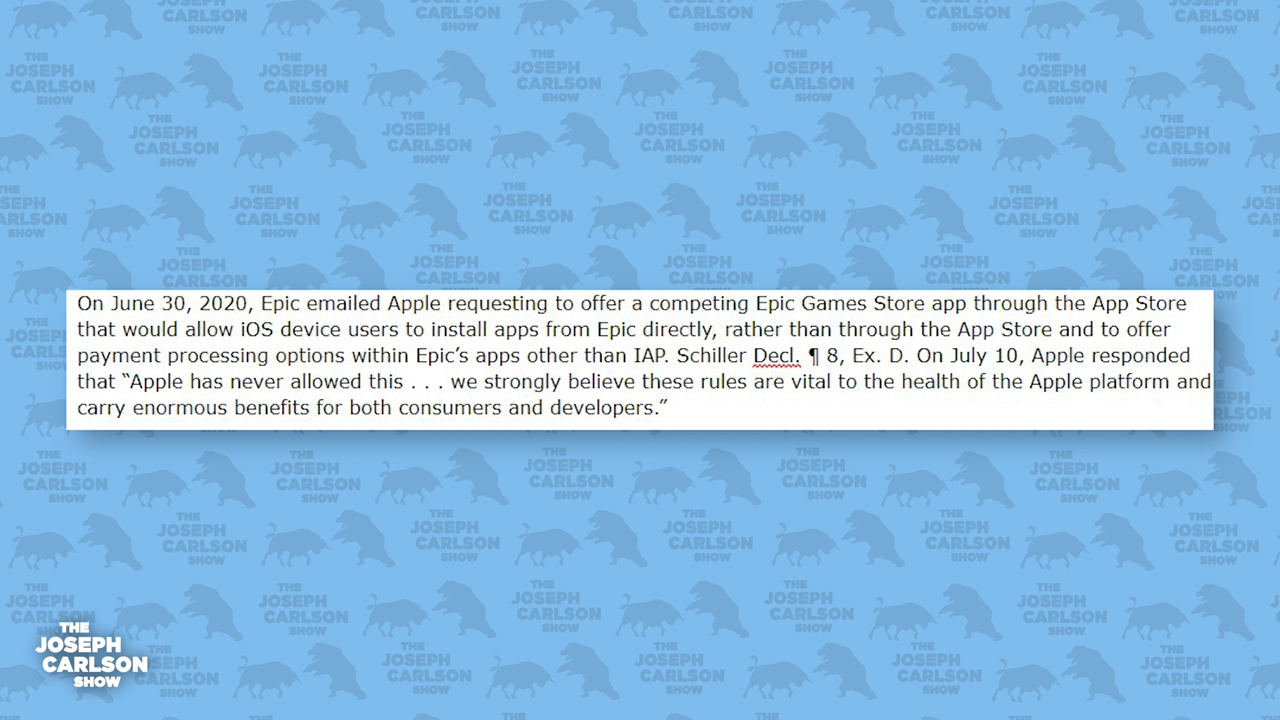 On June 30, 2020, Epic emailed Apple requesting to offer a competing Epic Games Store app through the App Store
that would allow iOS device users to install apps from Epic directly, rather than through the App Store and to offer
payment processing options within Epic’s apps other than IAP. Schiller Decl. ¶ 8, Ex. D. On July 10, Apple responded
that “Apple has never allowed this . . . we strongly believe these rules are vital to the health of the Apple platform and
carry enormous benefits for both consumers and developers.”
THE
JOSEPH
CARLSON
SHOW